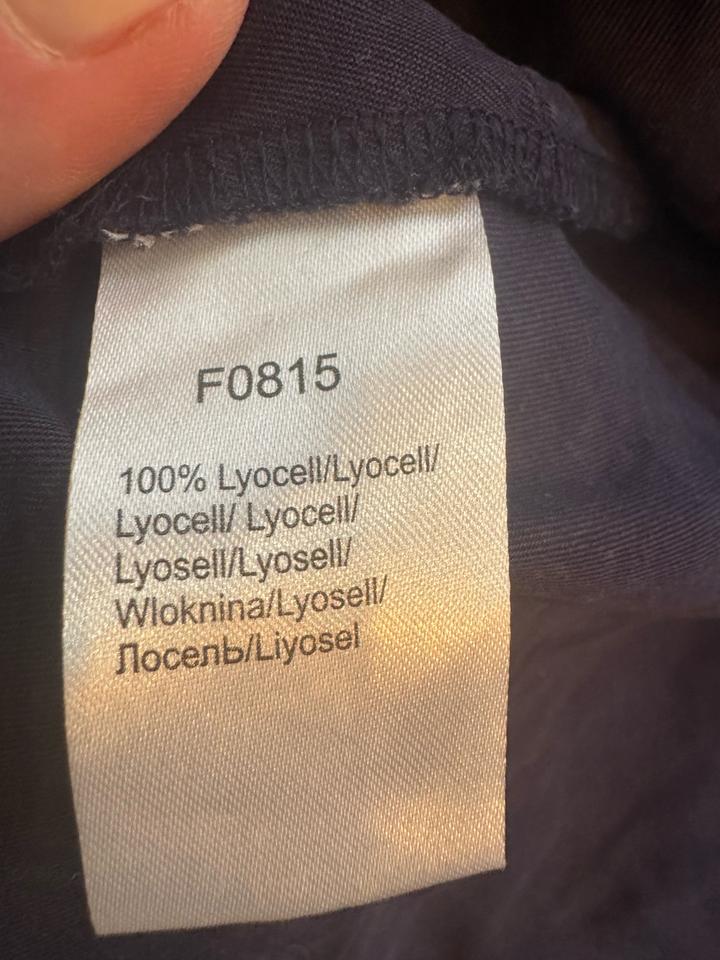 F0815
100% Lyocell/Lyocell/
Lyocell/ Lyocell/
Lyosell/Lyosell/
Wloknina/Lyosell/
Лосель/Liyosel